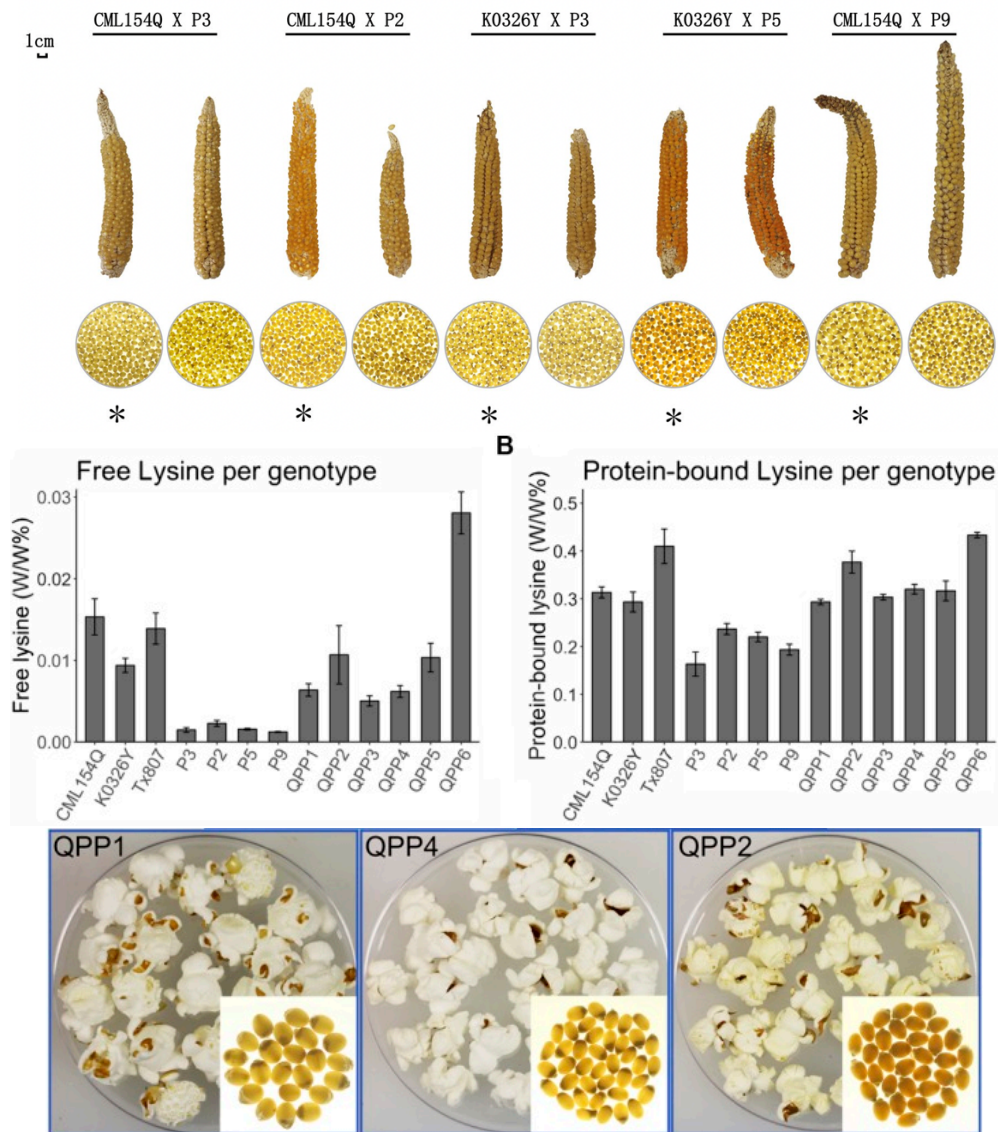 CML154Q X P3 CML154Q X P2 K0326Y X P3 K0326Y X P5 CML154Q X P9
1cm
* * * * *
B
Free Lysine per genotype
Free lysine (W/W%)
0.03
0.02
0.01
0.00
CML154Q K0326Y Tx807 P3 P2 P5 P9 QPP1 QPP2 QPP3 QPP4 QPP5 QPP6
Protein-bound Lysine per genotype
Protein-bound lysine (W/W%)
0.5
0.4
0.3
0.2
0.1
0.0
CML154Q K0326Y Tx807 P3 P2 P5 P9 QPP1 QPP2 QPP3 QPP4 QPP5 QPP6
QPP1 QPP4 QPP2